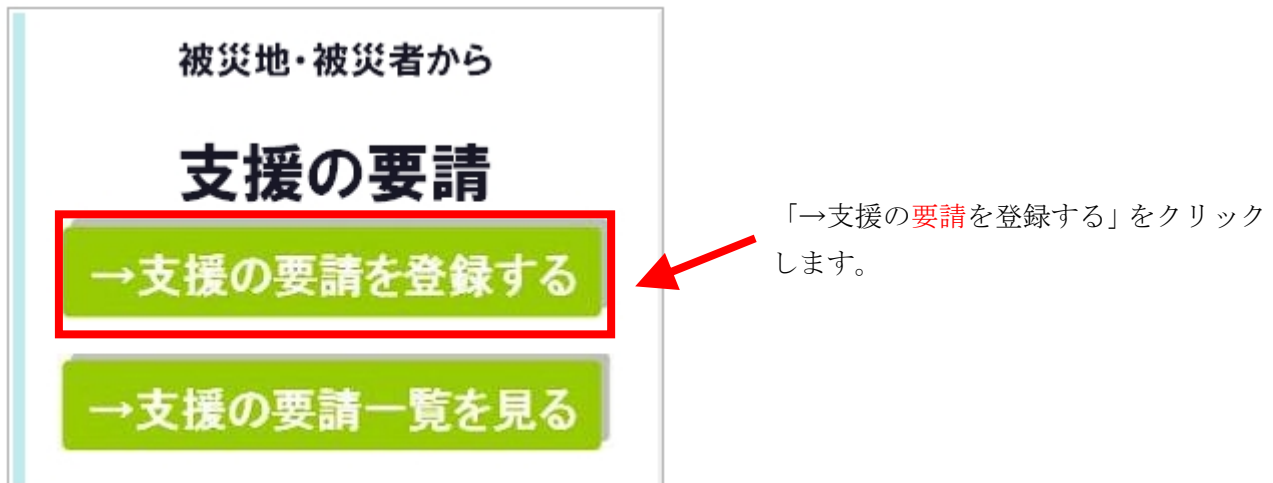 被災地・被災者から
支援の要請
→支援の要請を登録する
→支援の要請一覧を見る
「→支援の要請を登録する」をクリック
します。